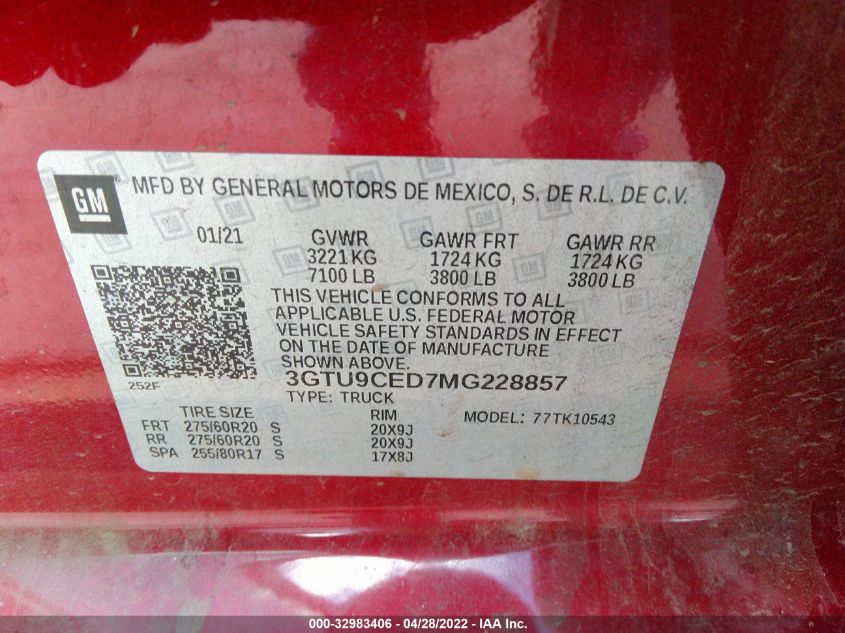 GM
MFD BY GENERAL MOTORS DE MEXICO, S. DE R.L. DE C.V.
01/21 GVWR GAWR FRT GAWR RR
3221 KG 1724 KG 1724 KG
7100 LB 3800 LB 3800 LB
THIS VEHICLE CONFORMS TO ALL
APPLICABLE U.S. FEDERAL MOTOR
VEHICLE SAFETY STANDARDS IN EFFECT
ON THE DATE OF MANUFACTURE
SHOWN ABOVE.
252F
3GTU9CED7MG228857
TYPE: TRUCK
TIRE SIZE RIM MODEL: 77TK10543
FRT 275/60R20 S 20X9J
RR 275/60R20 S 20X9J
SPA 255/80R17 S 17X8J
000-32983406 - 04/28/2022 - IAA Inc.